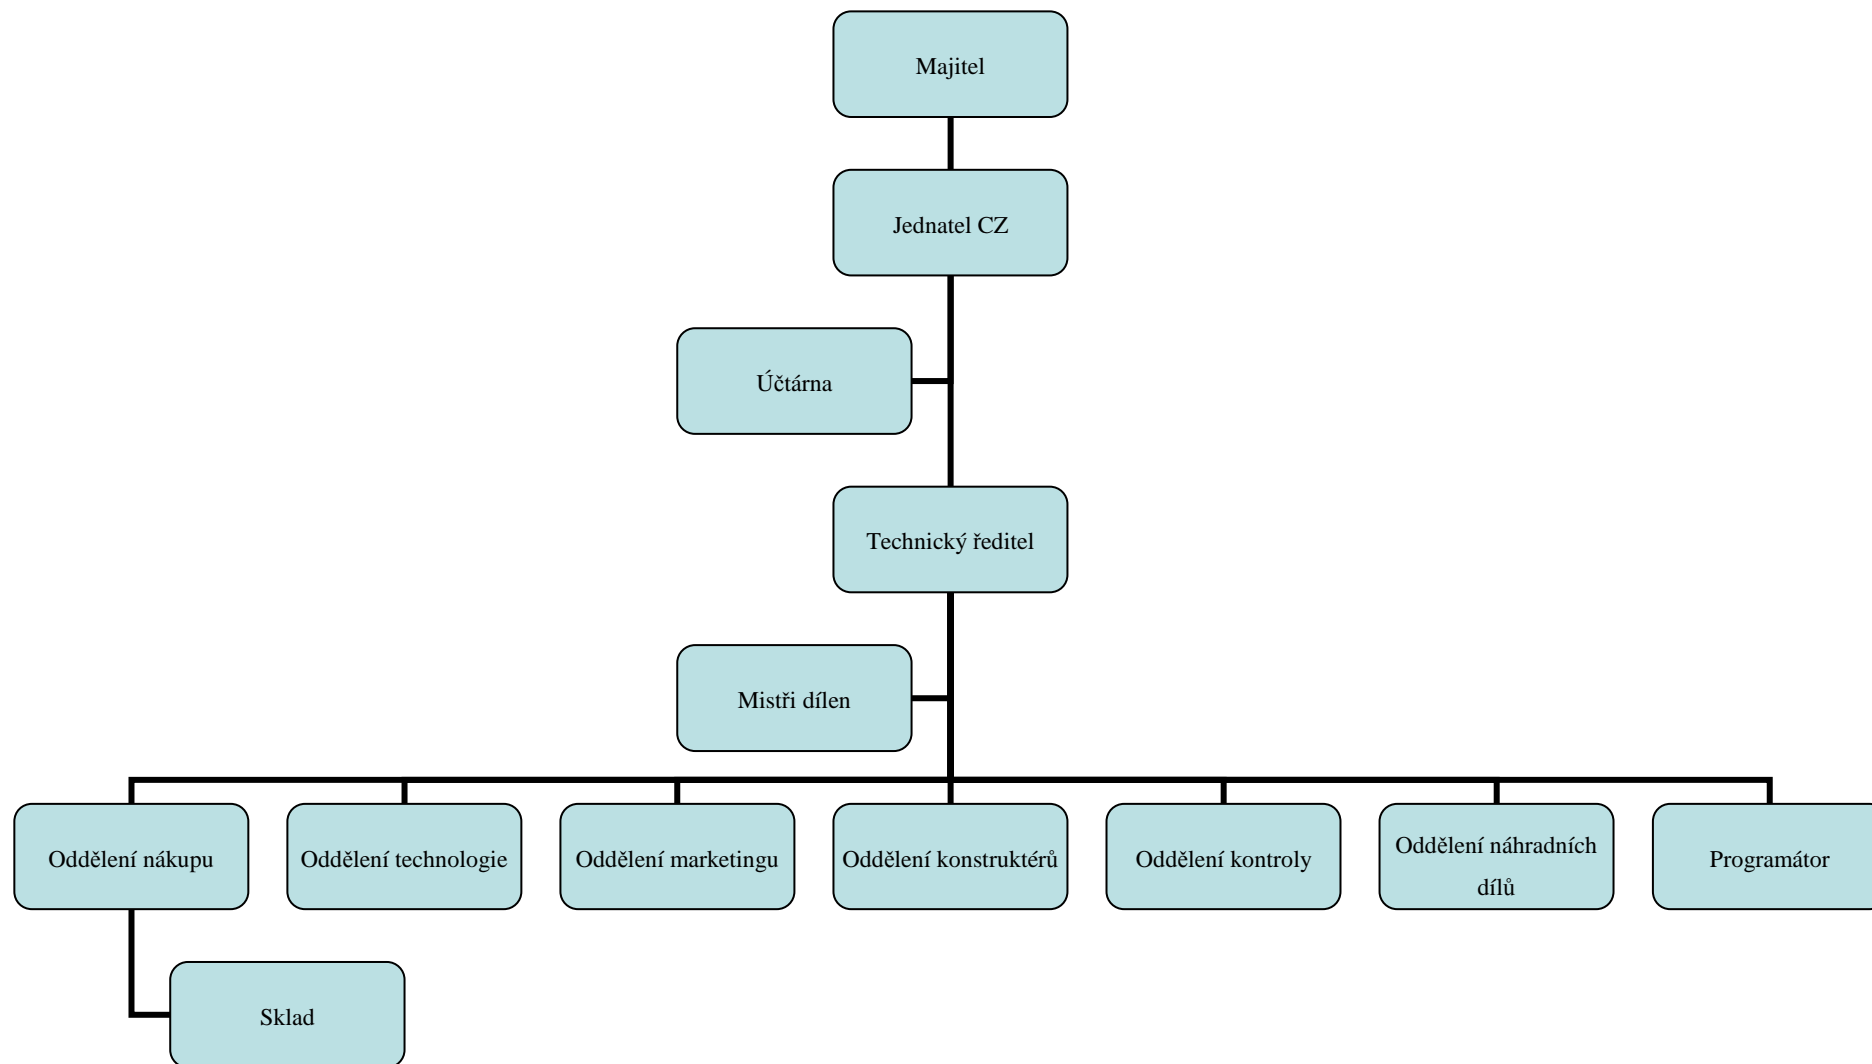 Majitel
Jednatel CZ
Účtárna
Technický ředitel
Mistři dílen
Oddělení nákupu
Oddělení technologie
Oddělení marketingu
Oddělení konstruktérů
Oddělení kontroly
Oddělení náhradních
dílů
Programátor
Sklad